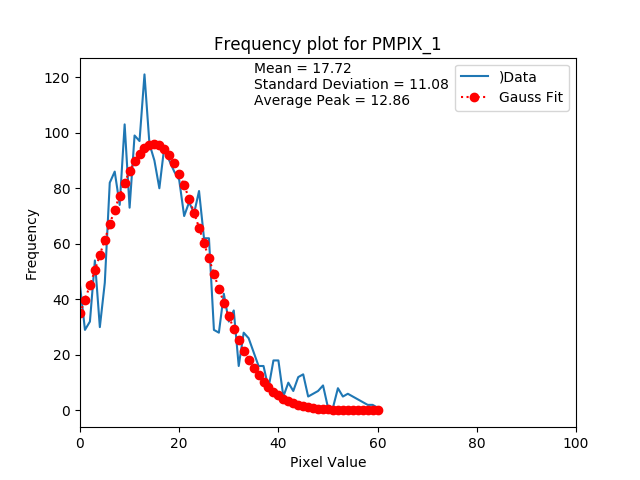 Frequency plot for PMPIX_1
Mean = 17.72
Standard Deviation = 11.08
Average Peak = 12.86
)Data
Gauss Fit
Frequency
120
100
80
60
40
20
0
0 20 40 60 80 100
Pixel Value